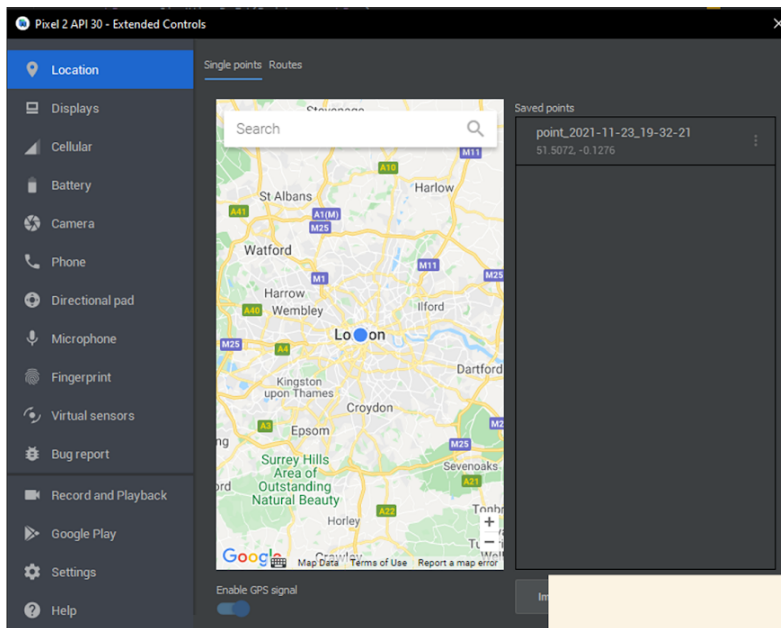 Pixel 2 API 30 - Extended Controls
Location
Displays
Cellular
Battery
Camera
Phone
Directional pad
Microphone
Fingerprint
Virtual sensors
Bug report
Record and Playback
Google Play
Settings
Help
Single points Routes
Search
M11
A10
Harlow
St Albans
A41
A1(M)
M25
Watford
M1
M11
M25
Harrow
Ilford
A40
Wembley
M25
A4
Lo on
Dartford
Kingston
upon Thames
Croydon
A3
Epsom
M2
M25
Surrey Hills
Area of
Outstanding
Natural Beauty
Sevenoaks
A21
A22
Horley
+
−
Google
Crawley
Map Data Terms of Use Report a map error
Enable GPS signal
Saved points
point_2021-11-23_19-32-21
51.5072, -0.1276